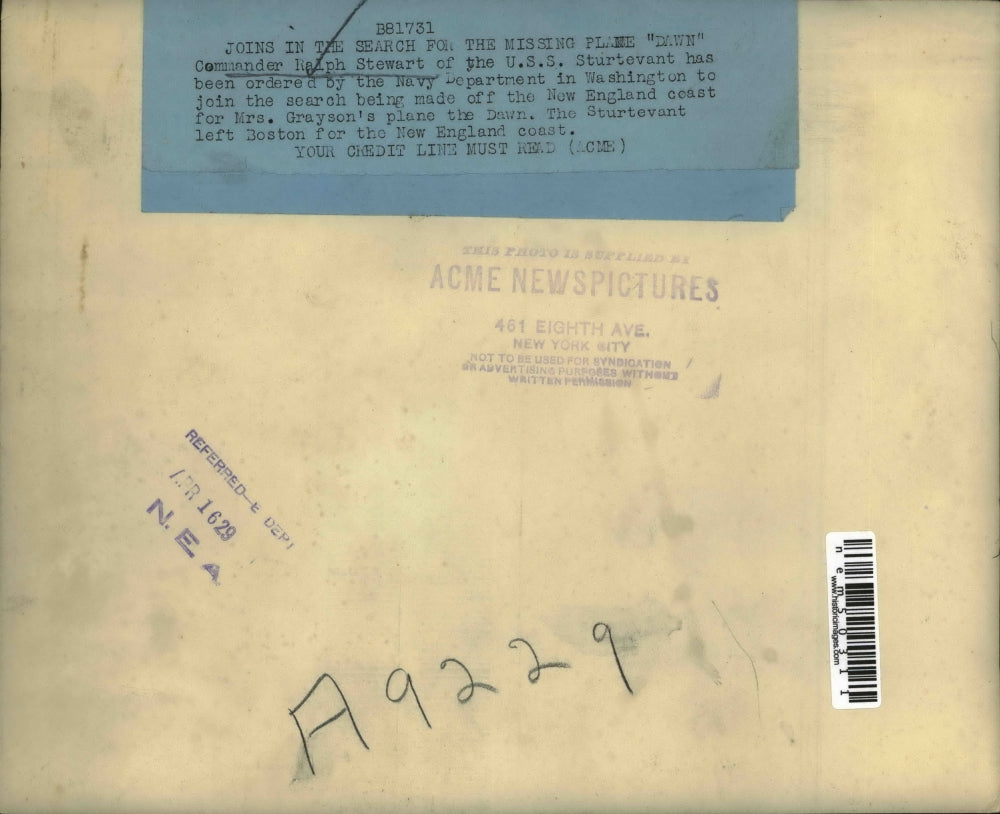 B81731
JOINS IN THE SEARCH FOR THE MISSING PLANE "DAWN"
Commander Ralph Stewart of the U.S.S. Sturtevant has
been ordered by the Navy Department in Washington to
join the search being made off the New England coast
for Mrs. Grayson's plane the Dawn. The Sturtevant
left Boston for the New England coast.
YOUR CREDIT LINE MUST READ (ACME)
THIS PHOTO IS SUPPLIED BY
ACME NEWSPICTURES
461 EIGHTH AVE.
NEW YORK CITY
NOT TO BE USED FOR SYNDICATION
OR ADVERTISING PURPOSES WITHOUT
WRITTEN PERMISSION
REFERRED—E DEPT
APR 16 29
N. E. A.
nem50311
www.historicimages.com
A9229